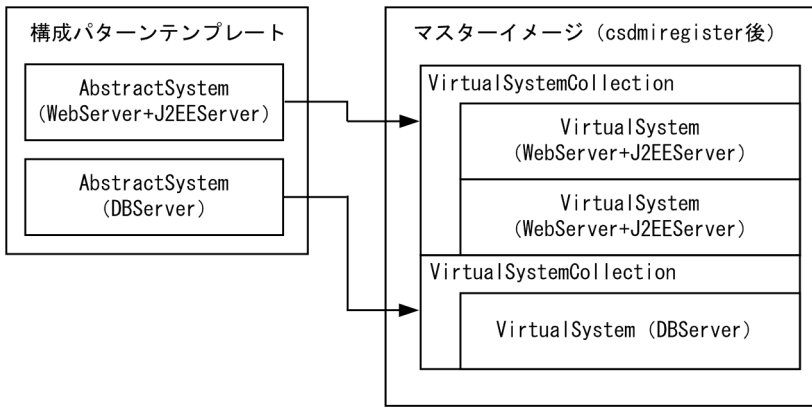 構成パターンテンプレート
AbstractSystem
(WebServer+J2EEServer)
AbstractSystem
(DBServer)
マスターイメージ(csdmiregister後)
VirtualSystemCollection
VirtualSystem
(WebServer+J2EEServer)
VirtualSystem
(WebServer+J2EEServer)
VirtualSystemCollection
VirtualSystem (DBServer)